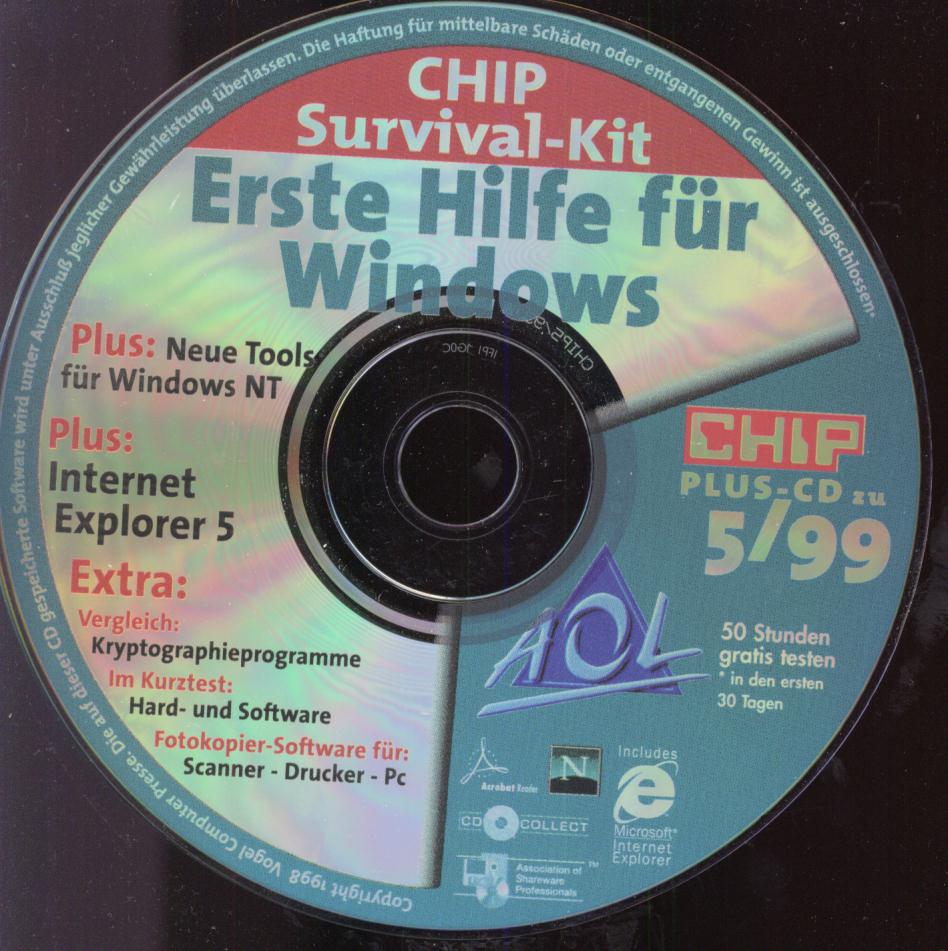 CHIP
Survival-Kit
Erste Hilfe für
Windows
Plus: Neue Tools
für Windows NT
Plus:
Internet
Explorer 5
Extra:
Vergleich:
Kryptographieprogramme
Im Kurztest:
Hard- und Software
Fotokopier-Software für:
Scanner - Drucker - Pc
CHIP
PLUS-CD zu
5/99
AOL
50 Stunden
gratis testen
* in den ersten
30 Tagen
Acrobat Reader
N
Includes
Microsoft®
Internet
Explorer
CD COLLECT
Association of
Shareware
Professionals
TM
Copyright 1998 Vogel Computer Presse. Die auf dieser CD gespeicherte Software wird unter Ausschluß jeglicher Gewährleistung überlassen. Die Haftung für mittelbare Schäden oder entgangenen Gewinn ist ausgeschlossen.